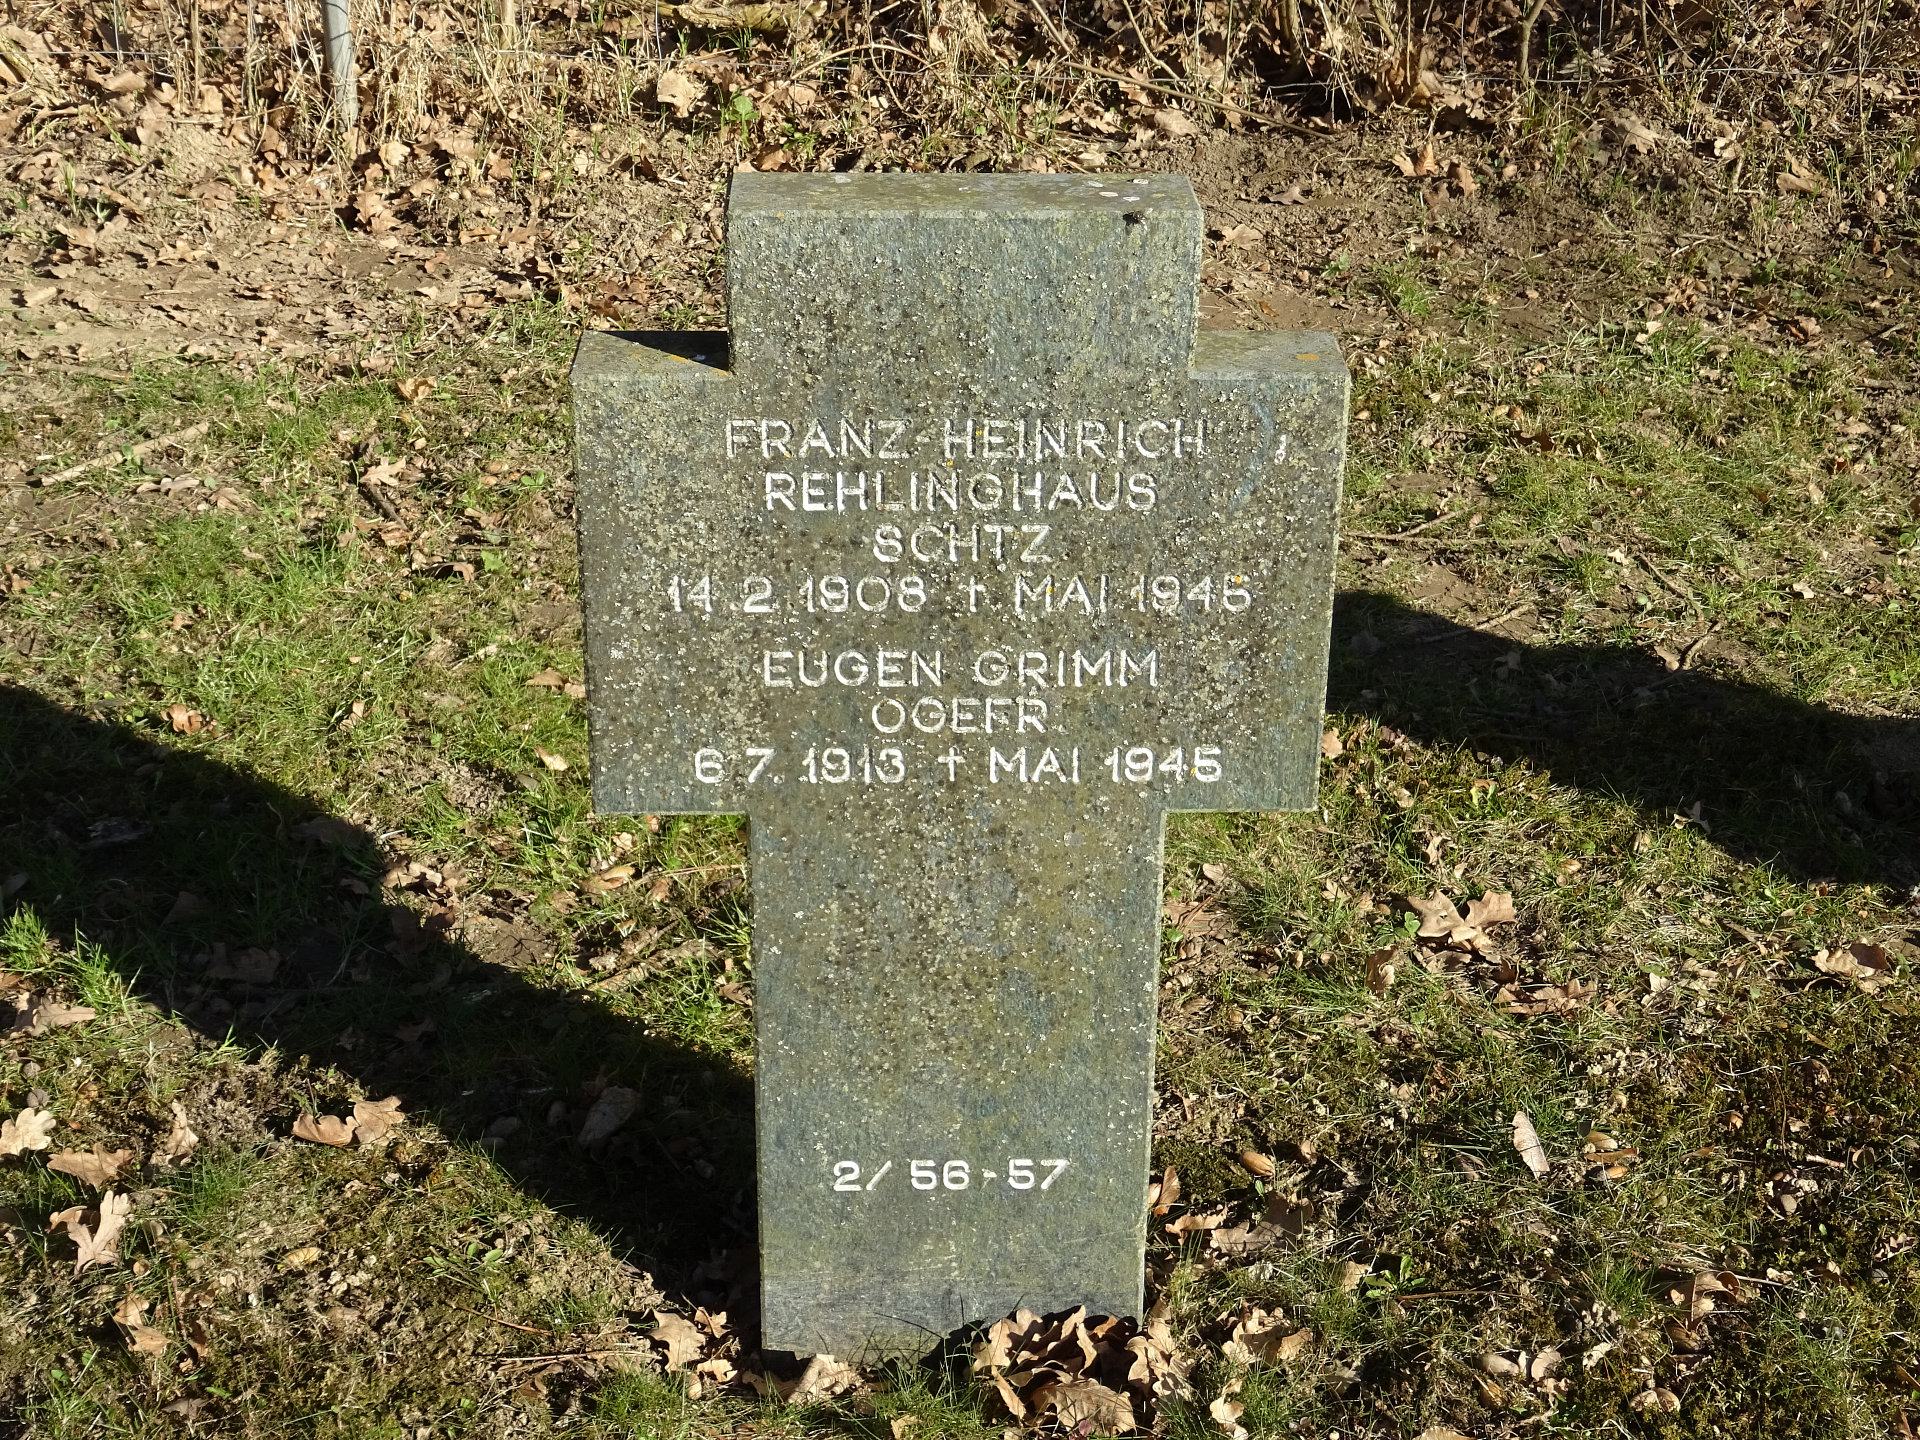 FRANZ-HEINRICH
REHLINGHAUS
SCHTZ
14.2.1908 † MAI 1945
EUGEN GRIMM
OGEFR.
6.7.1913 † MAI 1945
2/ 56-57